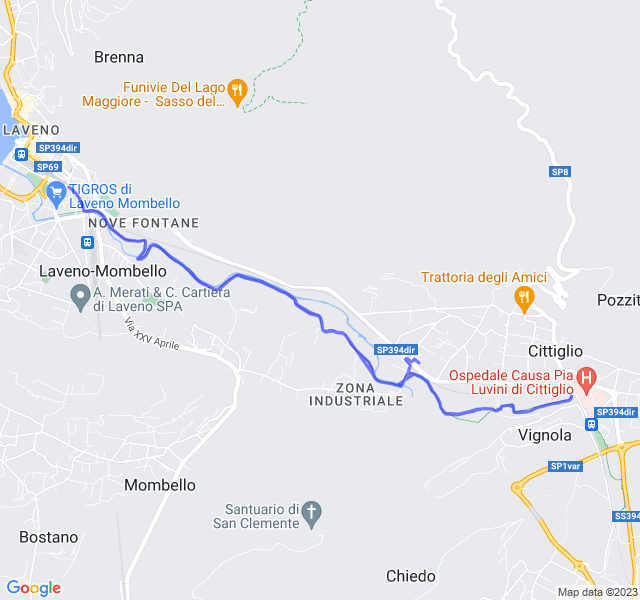 Brenna
Funivie Del Lago
Maggiore - Sasso del...
LAVENO
SP394dir
SP69
SP8
TIGROS di
Laveno Mombello
NOVE FONTANE
Laveno-Mombello
Trattoria degli Amici
A. Merati & C. Cartiera
di Laveno SPA
Pozzit
Via XXV Aprile
SP394dir
Cittiglio
Ospedale Causa Pia
Luvini di Cittiglio
H
ZONA
INDUSTRIALE
SP394dir
Vignola
SP1var
Mombello
Santuario di
San Clemente
SS394
Bostano
Chiedo
Google
Map data ©2023